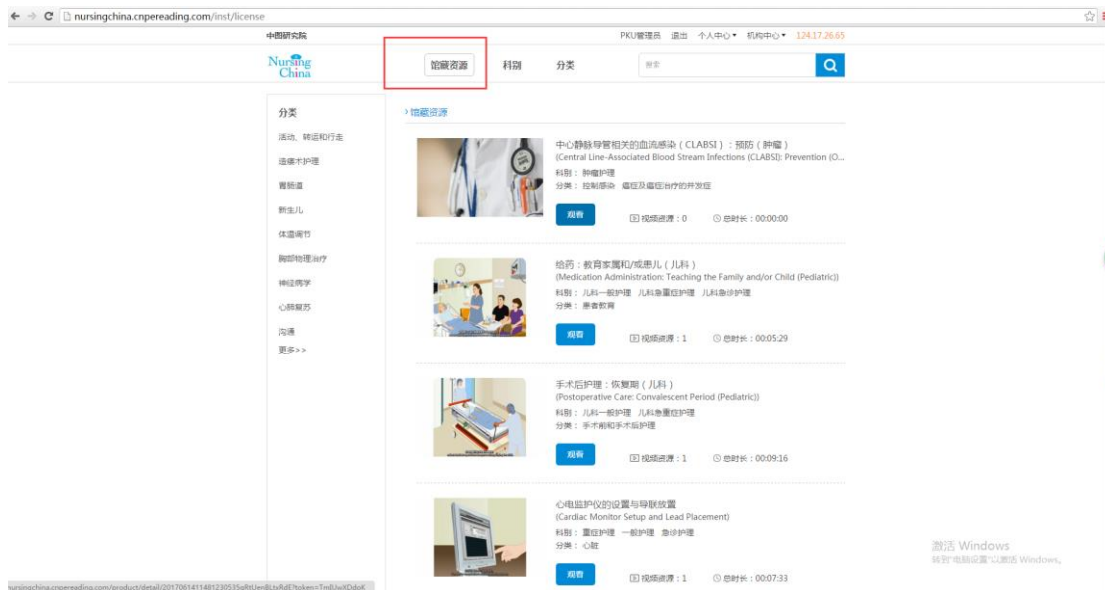 nursingchina.cnpereading.com/inst/license
中图研究院
PKU管理员 退出 个人中心▼ 机构中心▼ 124.17.26.65
Nursing China
馆藏资源 科别 分类 搜索
分类
活动、转运和行走
造瘘术护理
胃肠道
新生儿
体温调节
胸部物理治疗
神经病学
心肺复苏
沟通
更多>>
>馆藏资源
中心静脉导管相关的血流感染（CLABSI）：预防（肿瘤）
(Central Line-Associated Blood Stream Infections (CLABSI): Prevention (O...
科别： 肿瘤护理
分类： 控制感染 癌症及癌症治疗的并发症
观看 视频资源：0 总时长：00:00:00
给药：教育家属和/或患儿（儿科）
(Medication Administration: Teaching the Family and/or Child (Pediatric))
科别： 儿科一般护理 儿科急重症护理 儿科急诊护理
分类： 患者教育
观看 视频资源：1 总时长：00:05:29
手术后护理：恢复期（儿科）
(Postoperative Care: Convalescent Period (Pediatric))
科别： 儿科一般护理 儿科急重症护理
分类： 手术前和手术后护理
观看 视频资源：1 总时长：00:09:16
心电监护仪的设置与导联放置
(Cardiac Monitor Setup and Lead Placement)
科别： 重症护理 一般护理 急诊护理
分类： 心脏
观看 视频资源：1 总时长：00:07:33
激活 Windows
转到"电脑设置"以激活 Windows。